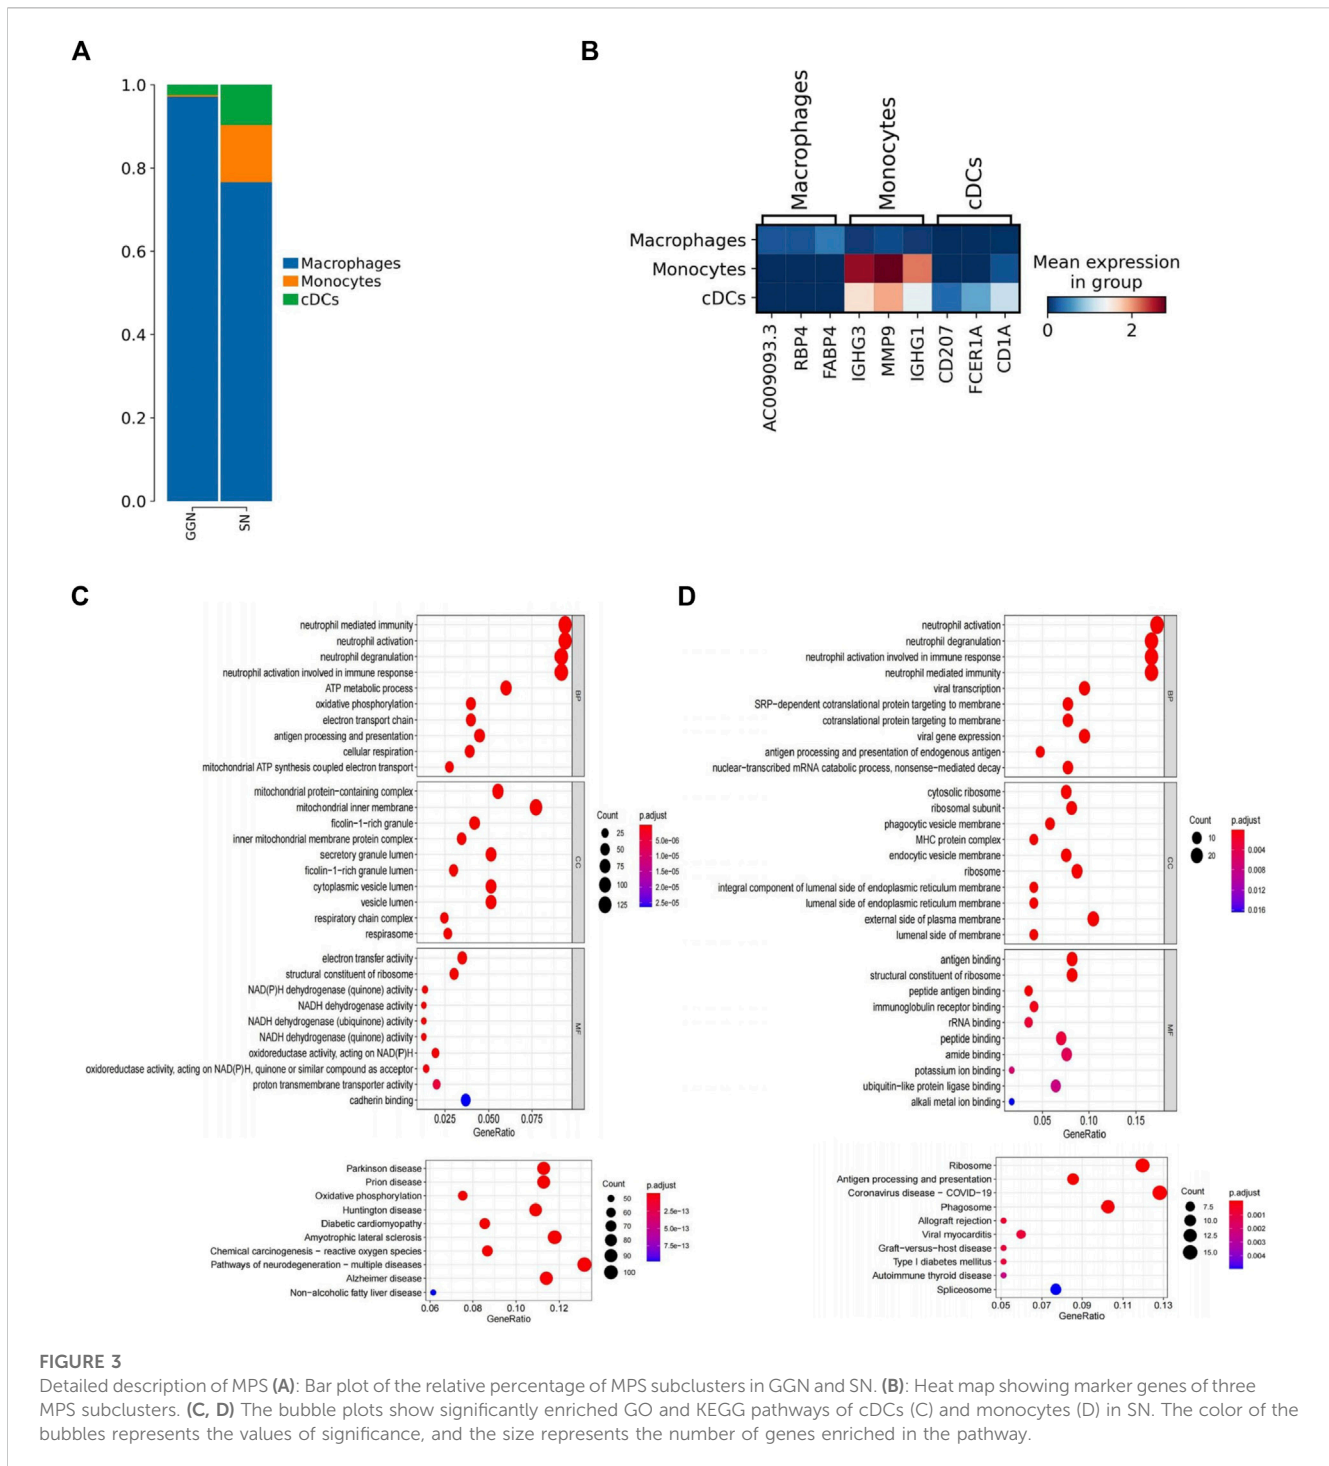 A
1.0
0.8
0.6
0.4
0.2
0.0
GGN
SN
Macrophages
Monocytes
cDCs
B
Macrophages
Monocytes
cDCs
Macrophages
Monocytes
cDCs
AC009093.3
RBP4
FABP4
IGHG3
MMP9
IGHG1
CD207
FCER1A
CD1A
Mean expression
in group
0 2
C
neutrophil mediated immunity
neutrophil activation
neutrophil degranulation
neutrophil activation involved in immune response
ATP metabolic process
oxidative phosphorylation
electron transport chain
antigen processing and presentation
cellular respiration
mitochondrial ATP synthesis coupled electron transport
BP
mitochondrial protein-containing complex
mitochondrial inner membrane
ficolin-1-rich granule
inner mitochondrial membrane protein complex
secretory granule lumen
ficolin-1-rich granule lumen
cytoplasmic vesicle lumen
vesicle lumen
respiratory chain complex
respirasome
CC
electron transfer activity
structural constituent of ribosome
NAD(P)H dehydrogenase (quinone) activity
NADH dehydrogenase activity
NADH dehydrogenase (ubiquinone) activity
NADH dehydrogenase (quinone) activity
oxidoreductase activity, acting on NAD(P)H
oxidoreductase activity, acting on NAD(P)H, quinone or similar compound as acceptor
proton transmembrane transporter activity
cadherin binding
MF
0.025 0.050 0.075
GeneRatio
Count
25
50
75
100
125
p.adjust
5.0e-06
1.0e-05
1.5e-05
2.0e-05
2.5e-05
Parkinson disease
Prion disease
Oxidative phosphorylation
Huntington disease
Diabetic cardiomyopathy
Amyotrophic lateral sclerosis
Chemical carcinogenesis - reactive oxygen species
Pathways of neurodegeneration - multiple diseases
Alzheimer disease
Non-alcoholic fatty liver disease
0.06 0.08 0.10 0.12
GeneRatio
Count
50
60
70
80
90
100
p.adjust
2.5e-13
5.0e-13
7.5e-13
D
neutrophil activation
neutrophil degranulation
neutrophil activation involved in immune response
neutrophil mediated immunity
viral transcription
SRP-dependent cotranslational protein targeting to membrane
cotranslational protein targeting to membrane
viral gene expression
antigen processing and presentation of endogenous antigen
nuclear-transcribed mRNA catabolic process, nonsense-mediated decay
BP
cytosolic ribosome
ribosomal subunit
phagocytic vesicle membrane
MHC protein complex
endocytic vesicle membrane
ribosome
integral component of lumenal side of endoplasmic reticulum membrane
lumenal side of endoplasmic reticulum membrane
external side of plasma membrane
lumenal side of membrane
CC
antigen binding
structural constituent of ribosome
peptide antigen binding
immunoglobulin receptor binding
rRNA binding
peptide binding
amide binding
potassium ion binding
ubiquitin-like protein ligase binding
alkali metal ion binding
MF
0.05 0.10 0.15
GeneRatio
Count
10
20
p.adjust
0.004
0.008
0.012
0.016
Ribosome
Antigen processing and presentation
Coronavirus disease - COVID-19
Phagosome
Allograft rejection
Viral myocarditis
Graft-versus-host disease
Type I diabetes mellitus
Autoimmune thyroid disease
Spliceosome
0.05 0.07 0.09 0.11 0.13
GeneRatio
Count
7.5
10.0
12.5
15.0
p.adjust
0.001
0.002
0.003
0.004
FIGURE 3
Detailed description of MPS (A): Bar plot of the relative percentage of MPS subclusters in GGN and SN. (B): Heat map showing marker genes of three
MPS subclusters. (C, D) The bubble plots show significantly enriched GO and KEGG pathways of cDCs (C) and monocytes (D) in SN. The color of the
bubbles represents the values of significance, and the size represents the number of genes enriched in the pathway.